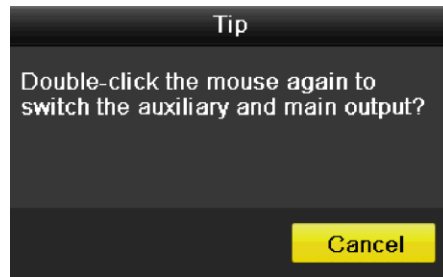 Tip
Double-click the mouse again to
switch the auxiliary and main output?
Cancel